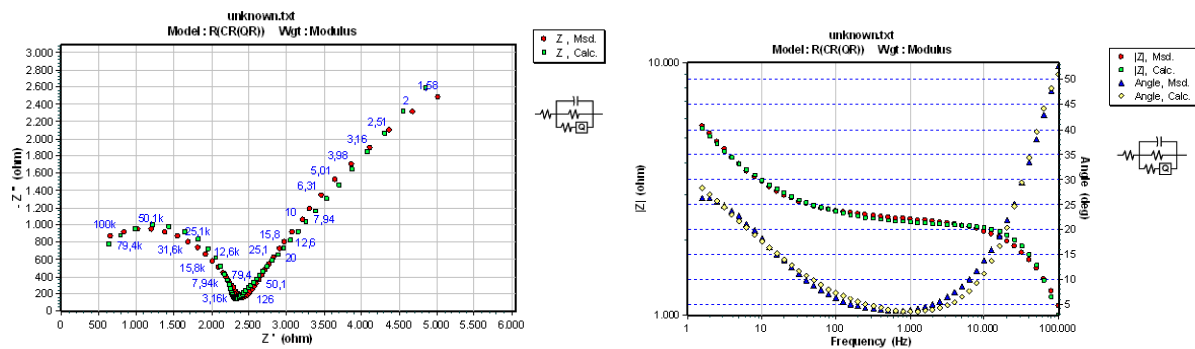 unknown.txt
Model : R(CR(QR)) Wgt : Modulus
Z , Msd.
Z , Calc.
-Z'' (ohm)
3.000
2.800
2.600
2.400
2.200
2.000
1.800
1.600
1.400
1.200
1.000
800
600
400
200
0
100k
79,4k
50,1k
31,6k
25,1k
15,8k
12,6k
7,94k
3,16k
79,4
126
50,1
25,1
20
15,8
12,6
10
7,94
6,31
5,01
3,98
3,16
2,51
2
1,58
0
500
1.000
1.500
2.000
2.500
3.000
3.500
4.000
4.500
5.000
5.500
6.000
Z ' (ohm)
Q
unknown.txt
Model : R(CR(QR)) Wgt : Modulus
|Z|, Msd.
|Z|, Calc.
Angle, Msd.
Angle, Calc.
|Z| (ohm)
10.000
1.000
50
45
40
35
30
25
20
15
10
5
Angle (deg)
1
10
100
1.000
10.000
100.000
Frequency (Hz)
Q